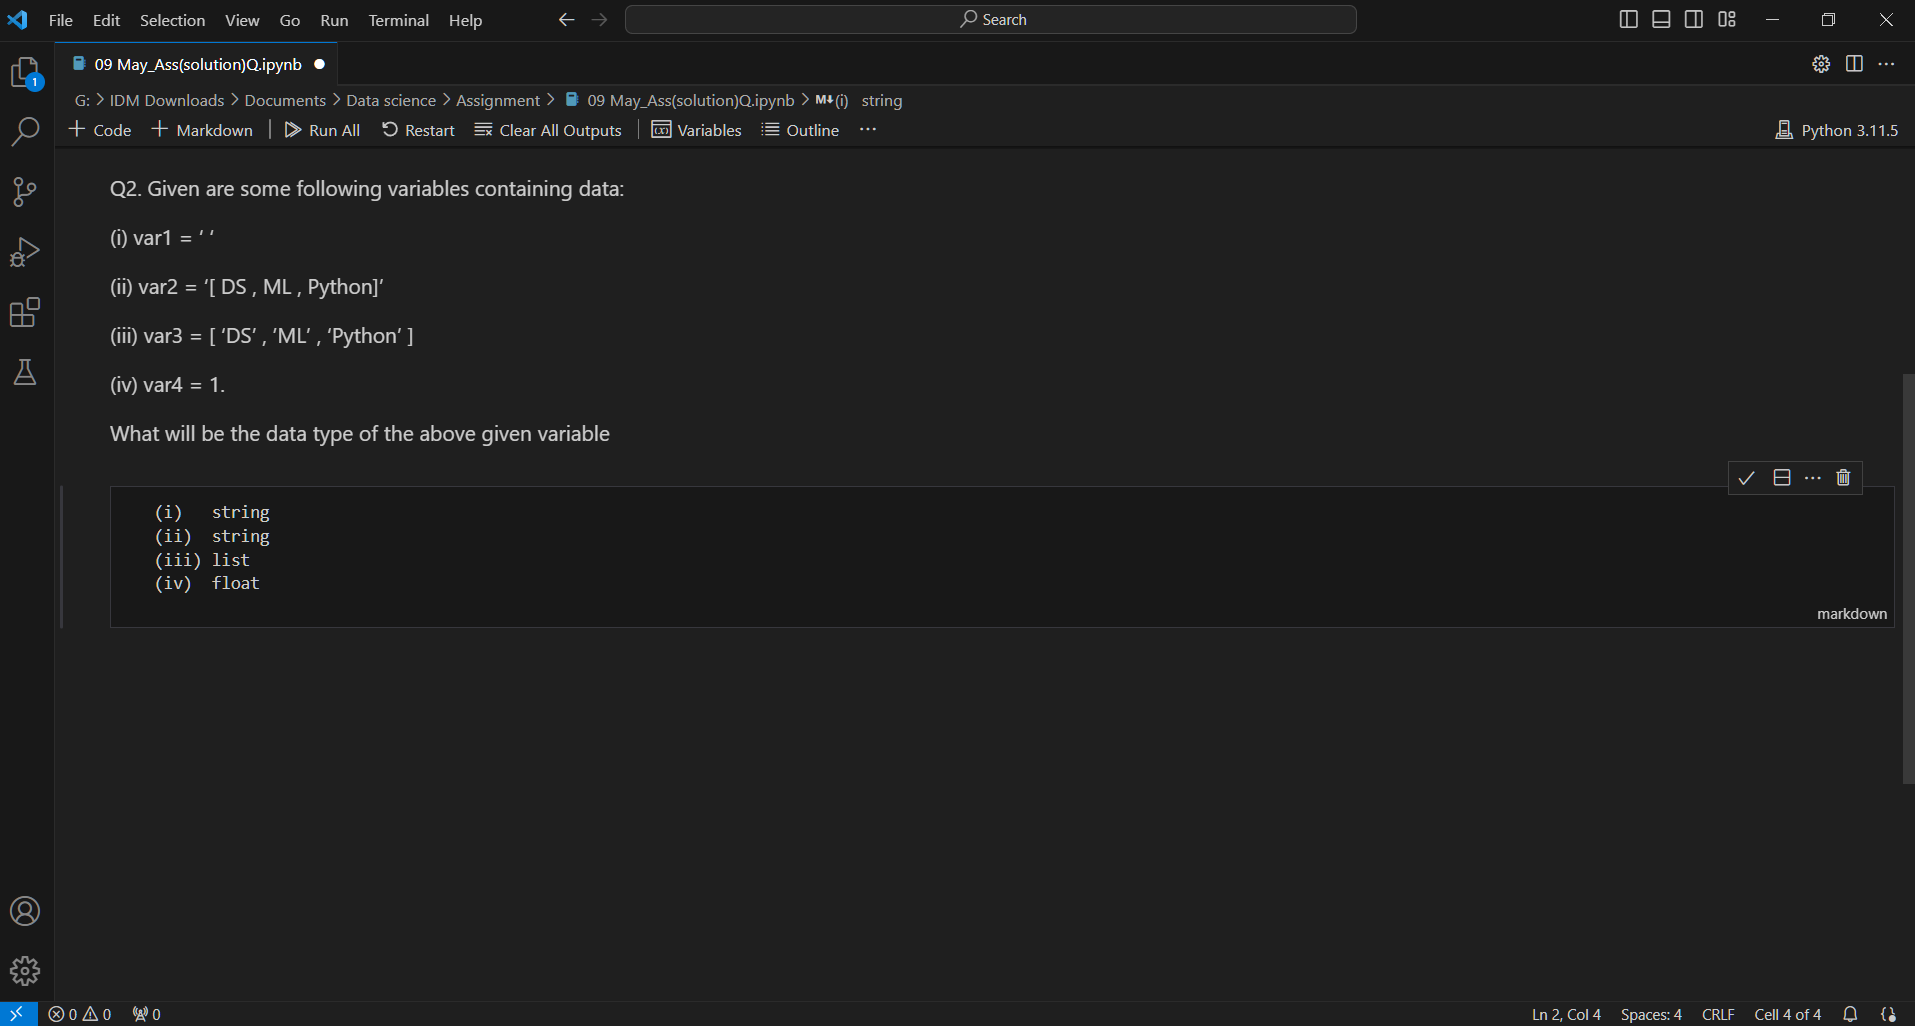 File Edit Selection View Go Run Terminal Help Search
09 May_Ass(solution)Q.ipynb
1
G: > IDM Downloads > Documents > Data science > Assignment > 09 May_Ass(solution)Q.ipynb > M↓(i) string
+ Code + Markdown | Run All Restart Clear All Outputs | (x) Variables Outline ... Python 3.11.5
Q2. Given are some following variables containing data:
(i) var1 = ‘ ‘
(ii) var2 = ‘[ DS , ML , Python]’
(iii) var3 = [ ‘DS’ , ’ML’ , ‘Python’ ]
(iv) var4 = 1.
What will be the data type of the above given variable
(i) string
(ii) string
(iii) list
(iv) float
markdown
0 0 0 Ln 2, Col 4 Spaces: 4 CRLF Cell 4 of 4